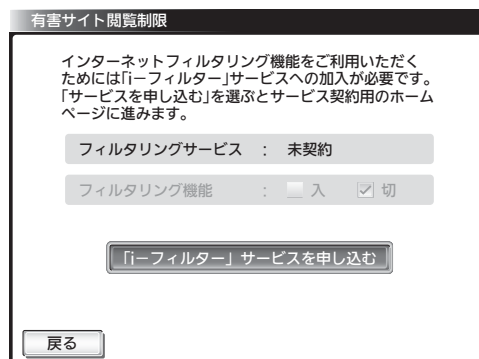 有害サイト閲覧制限
インターネットフィルタリング機能をご利用いただく
ためには「i－フィルター」サービスへの加入が必要です。
「サービスを申し込む」を選ぶとサービス契約用のホーム
ページに進みます。
フィルタリングサービス ： 未契約
フィルタリング機能 ： 入 切
「i－フィルター」サービスを申し込む
戻る